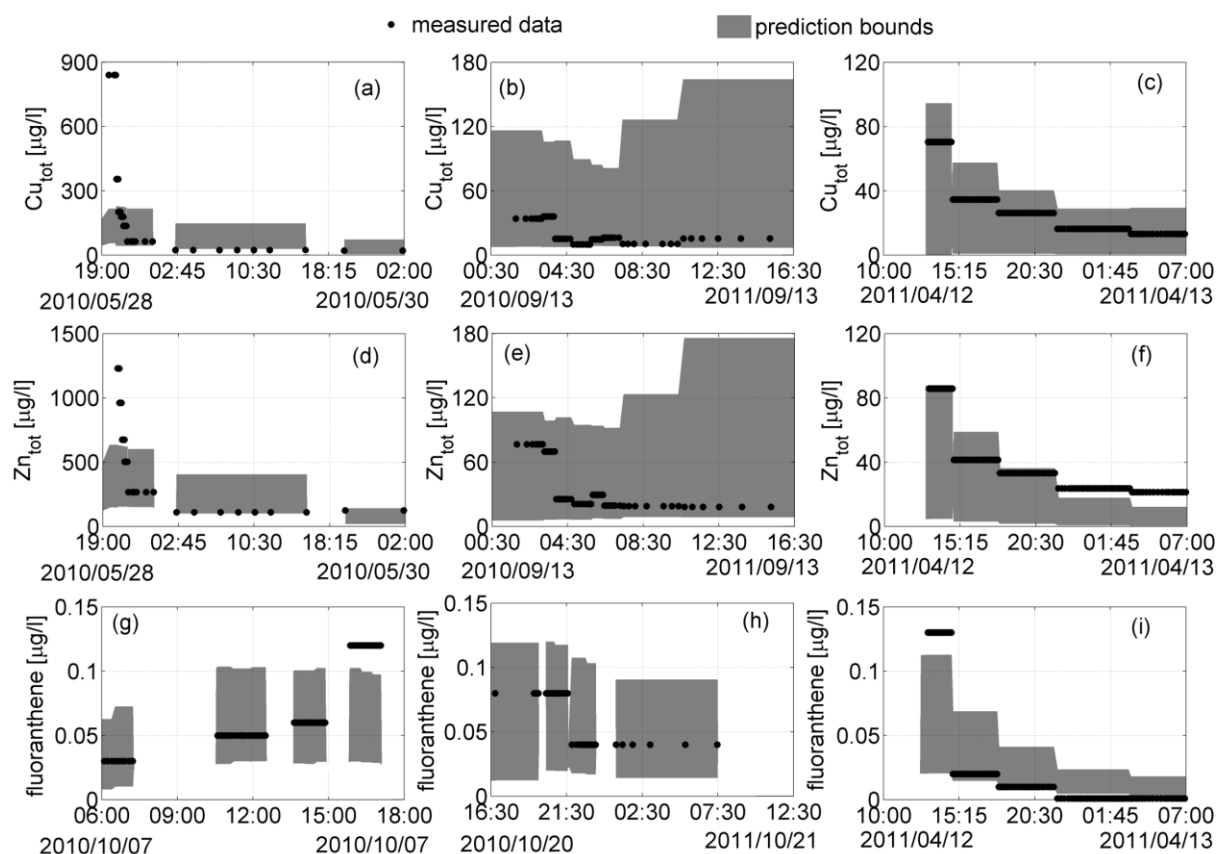 measured data prediction bounds
900 (a) 180 (b) 120 (c)
600 120 80
300 60 40
0 0 0
Cu_tot [µg/l] Cu_tot [µg/l] Cu_tot [µg/l]
19:00 02:45 10:30 18:15 02:00 00:30 04:30 08:30 12:30 16:30 10:00 15:15 20:30 01:45 07:00
2010/05/28 2010/05/30 2010/09/13 2011/09/13 2011/04/12 2011/04/13
1500 (d) 180 (e) 120 (f)
1000 120 80
500 60 40
0 0 0
Zn_tot [µg/l] Zn_tot [µg/l] Zn_tot [µg/l]
19:00 02:45 10:30 18:15 02:00 00:30 04:30 08:30 12:30 16:30 10:00 15:15 20:30 01:45 07:00
2010/05/28 2010/05/30 2010/09/13 2011/09/13 2011/04/12 2011/04/13
0.15 (g) 0.15 (h) 0.15 (i)
0.1 0.1 0.1
0.05 0.05 0.05
0 0 0
fluoranthene [µg/l] fluoranthene [µg/l] fluoranthene [µg/l]
06:00 09:00 12:00 15:00 18:00 16:30 21:30 02:30 07:30 12:30 10:00 15:15 20:30 01:45 07:00
2010/10/07 2010/10/07 2010/10/20 2011/10/21 2011/04/12 2011/04/13